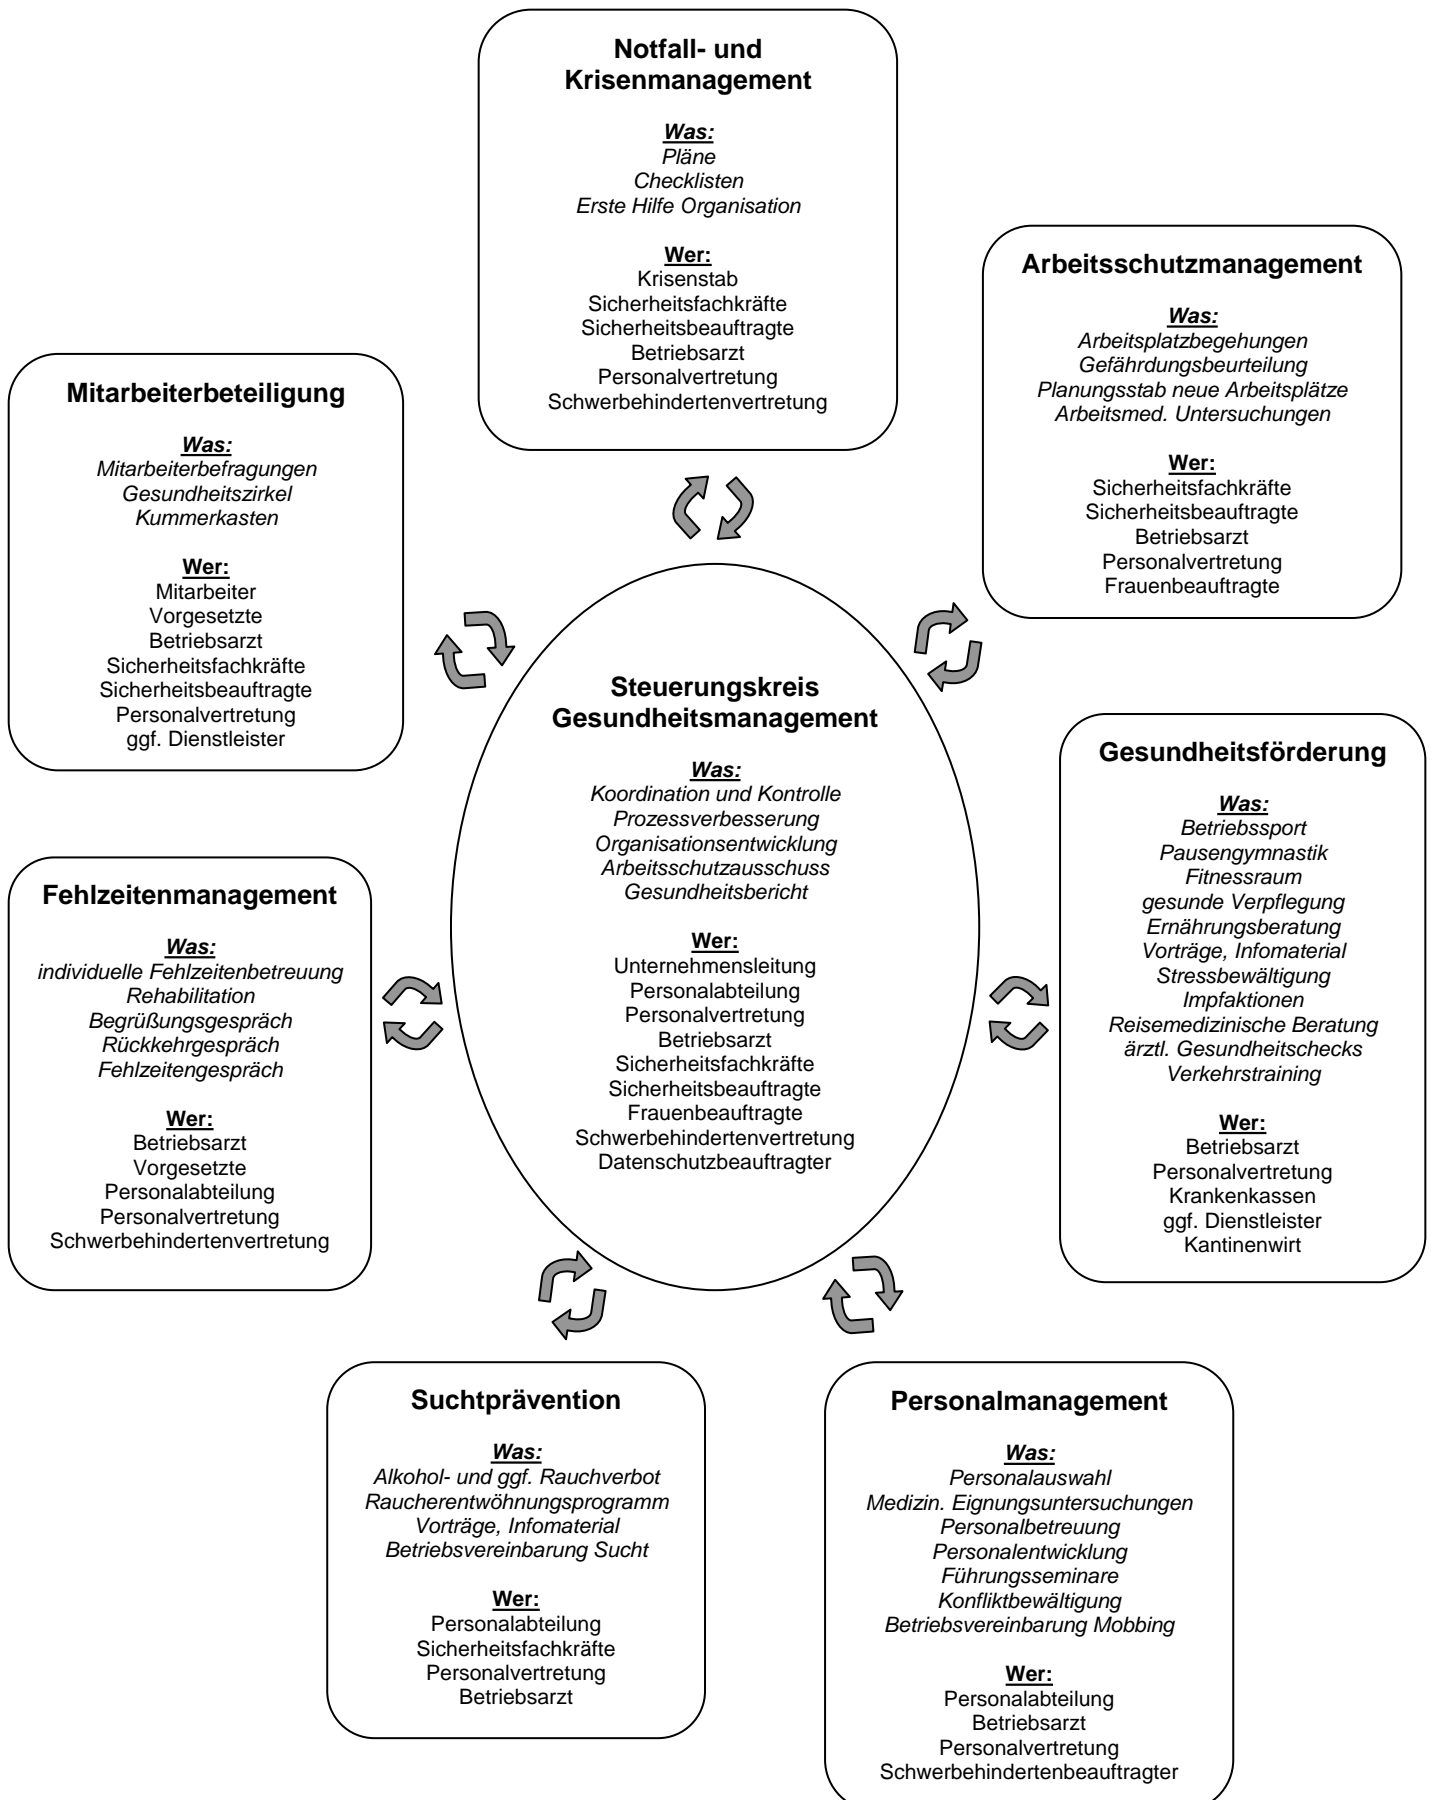 Notfall- und
Krisenmanagement
Was:
Pläne
Checklisten
Erste Hilfe Organisation
Wer:
Krisenstab
Sicherheitsfachkräfte
Sicherheitsbeauftragte
Betriebsarzt
Personalvertretung
Schwerbehindertenvertretung
Arbeitsschutzmanagement
Was:
Arbeitsplatzbegehungen
Gefährdungsbeurteilung
Planungsstab neue Arbeitsplätze
Arbeitsmed. Untersuchungen
Wer:
Sicherheitsfachkräfte
Sicherheitsbeauftragte
Betriebsarzt
Personalvertretung
Frauenbeauftragte
Mitarbeiterbeteiligung
Was:
Mitarbeiterbefragungen
Gesundheitszirkel
Kummerkasten
Wer:
Mitarbeiter
Vorgesetzte
Betriebsarzt
Sicherheitsfachkräfte
Sicherheitsbeauftragte
Personalvertretung
ggf. Dienstleister
Steuerungskreis
Gesundheitsmanagement
Was:
Koordination und Kontrolle
Prozessverbesserung
Organisationsentwicklung
Arbeitsschutzausschuss
Gesundheitsbericht
Wer:
Unternehmensleitung
Personalabteilung
Personalvertretung
Betriebsarzt
Sicherheitsfachkräfte
Sicherheitsbeauftragte
Frauenbeauftragte
Schwerbehindertenvertretung
Datenschutzbeauftragter
Gesundheitsförderung
Was:
Betriebssport
Pausengymnastik
Fitnessraum
gesunde Verpflegung
Ernährungsberatung
Vorträge, Infomaterial
Stressbewältigung
Impfaktionen
Reisemedizinische Beratung
ärztl. Gesundheitschecks
Verkehrstraining
Wer:
Betriebsarzt
Personalvertretung
Krankenkassen
ggf. Dienstleister
Kantinenwirt
Fehlzeitenmanagement
Was:
individuelle Fehlzeitenbetreuung
Rehabilitation
Begrüßungsgespräch
Rückkehrgespräch
Fehlzeitengespräch
Wer:
Betriebsarzt
Vorgesetzte
Personalabteilung
Personalvertretung
Schwerbehindertenvertretung
Suchtprävention
Was:
Alkohol- und ggf. Rauchverbot
Raucherentwöhnungsprogramm
Vorträge, Infomaterial
Betriebsvereinbarung Sucht
Wer:
Personalabteilung
Sicherheitsfachkräfte
Personalvertretung
Betriebsarzt
Personalmanagement
Was:
Personalauswahl
Medizin. Eignungsuntersuchungen
Personalbetreuung
Personalentwicklung
Führungsseminare
Konfliktbewältigung
Betriebsvereinbarung Mobbing
Wer:
Personalabteilung
Betriebsarzt
Personalvertretung
Schwerbehindertenbeauftragter